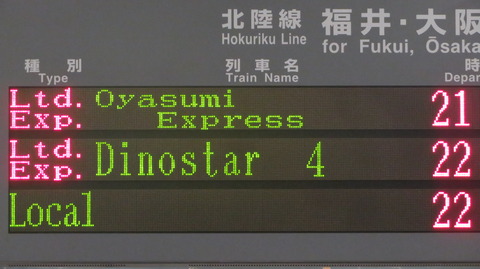 北陸線 福井・大阪
Hokuriku Line for Fukui, Ōsaka
種別 列車名 時
Type Train Name Depar
Ltd. Exp. Oyasumi Express 21
Ltd. Exp. Dinostar 4 22
Local 22